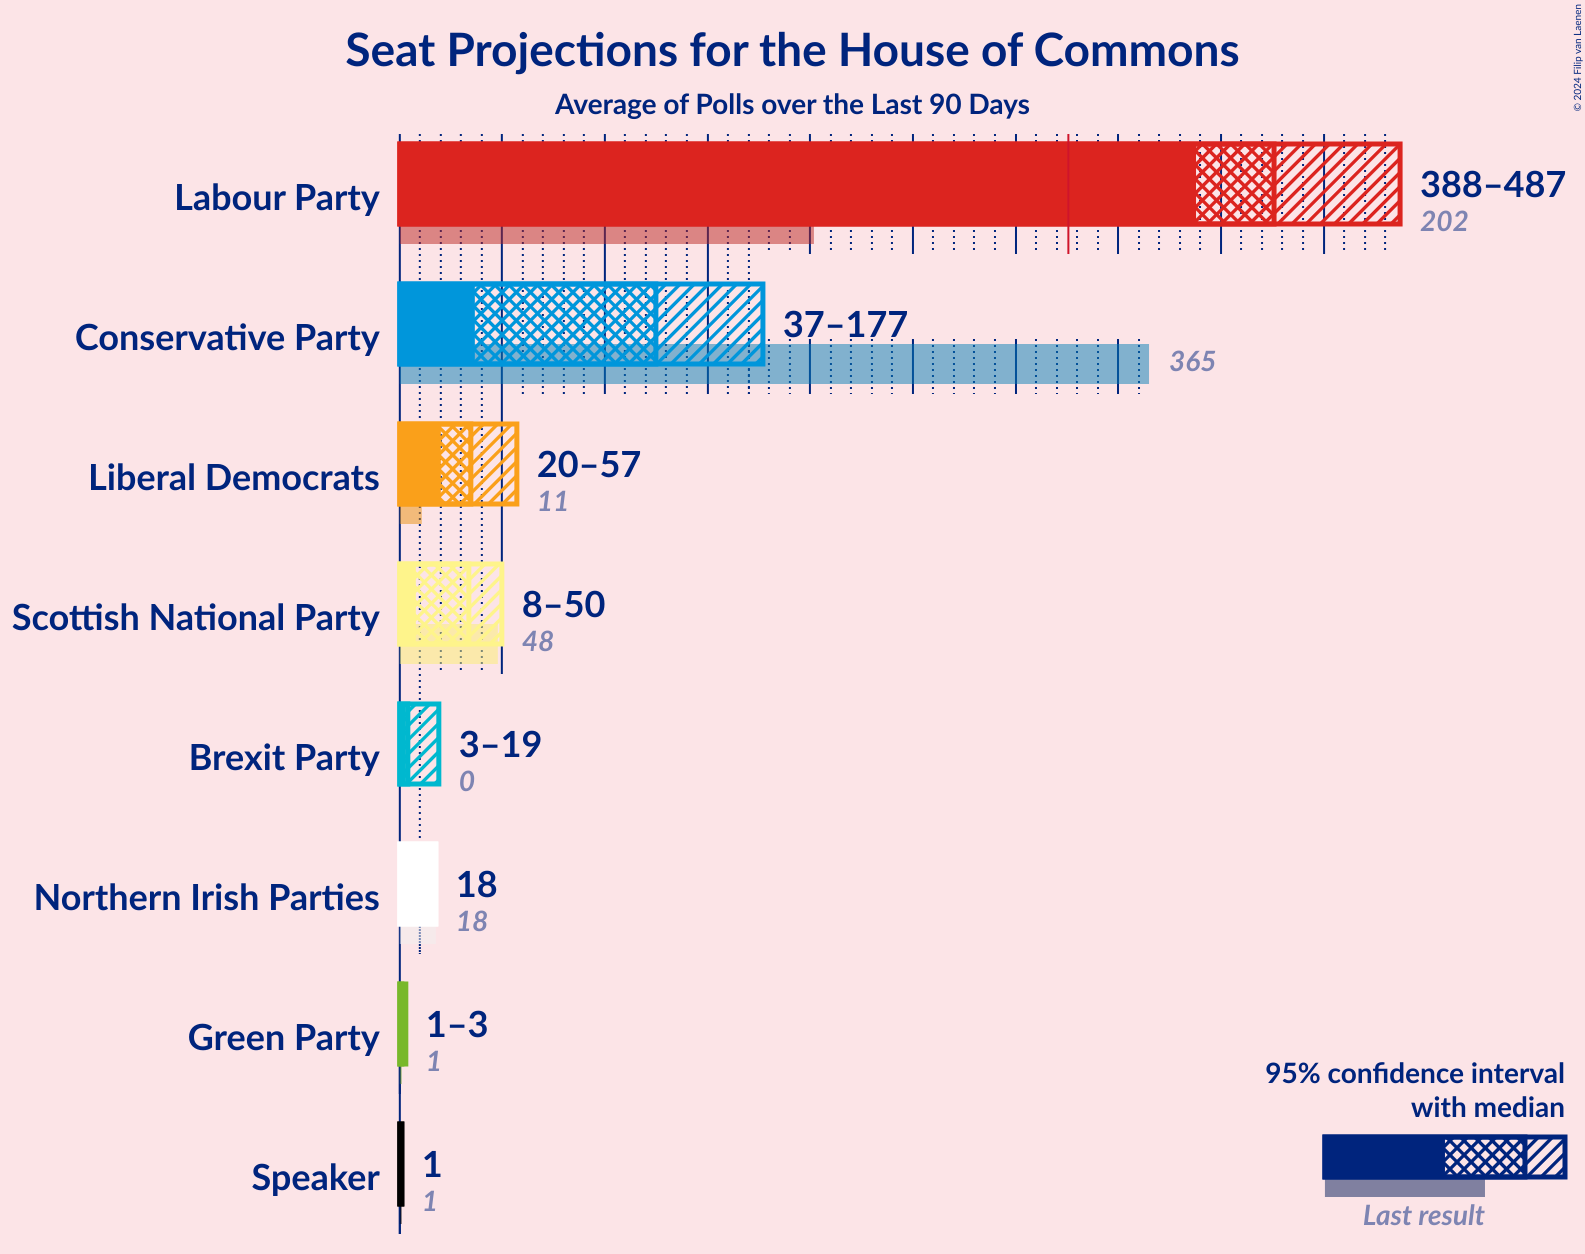 Seat Projections for the House of Commons
Average of Polls over the Last 90 Days
© 2024 Filip van Laenen
Labour Party
388–487
202
Conservative Party
37–177
365
Liberal Democrats
20–57
11
Scottish National Party
8–50
48
Brexit Party
3–19
0
Northern Irish Parties
18
18
Green Party
1–3
1
Speaker
1
1
95% confidence interval
with median
Last result